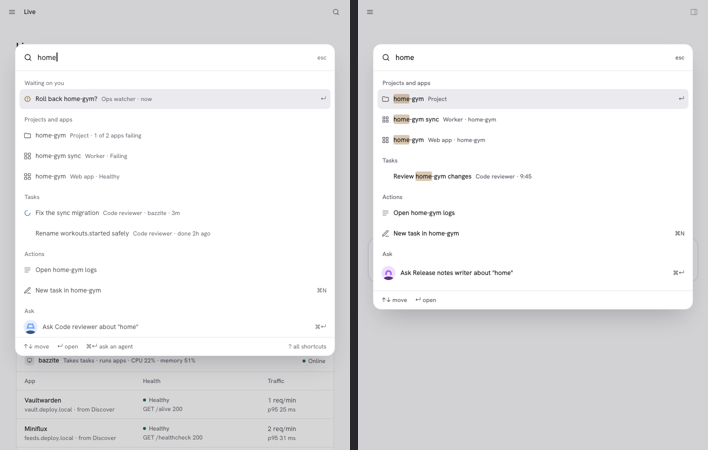 Live
home
esc
Waiting on you
Roll back home-gym? Ops watcher · now
Projects and apps
home-gym Project · 1 of 2 apps failing
home-gym sync Worker · Failing
home-gym Web app · Healthy
Tasks
Fix the sync migration Code reviewer · bazzite · 3m
Rename workouts.started safely Code reviewer · done 2h ago
Actions
Open home-gym logs
New task in home-gym ⌘N
Ask
Ask Code reviewer about "home" ⌘↵
↑↓ move ↵ open ⌘↵ ask an agent ? all shortcuts
bazzite Takes tasks · runs apps · CPU 22% · memory 51% Online
App Health Traffic
Vaultwarden Healthy 1 req/min
vault.deploy.local · from Discover GET /alive 200 p95 25 ms
Miniflux Healthy 2 req/min
feeds.deploy.local · from Discover GET /healthcheck 200 p95 31 ms
home
esc
Projects and apps
home-gym Project
home-gym sync Worker · home-gym
home-gym Web app · home-gym
Tasks
Review home-gym changes Code reviewer · 9:45
Actions
Open home-gym logs
New task in home-gym ⌘N
Ask
Ask Release notes writer about "home" ⌘↵
↑↓ move ↵ open